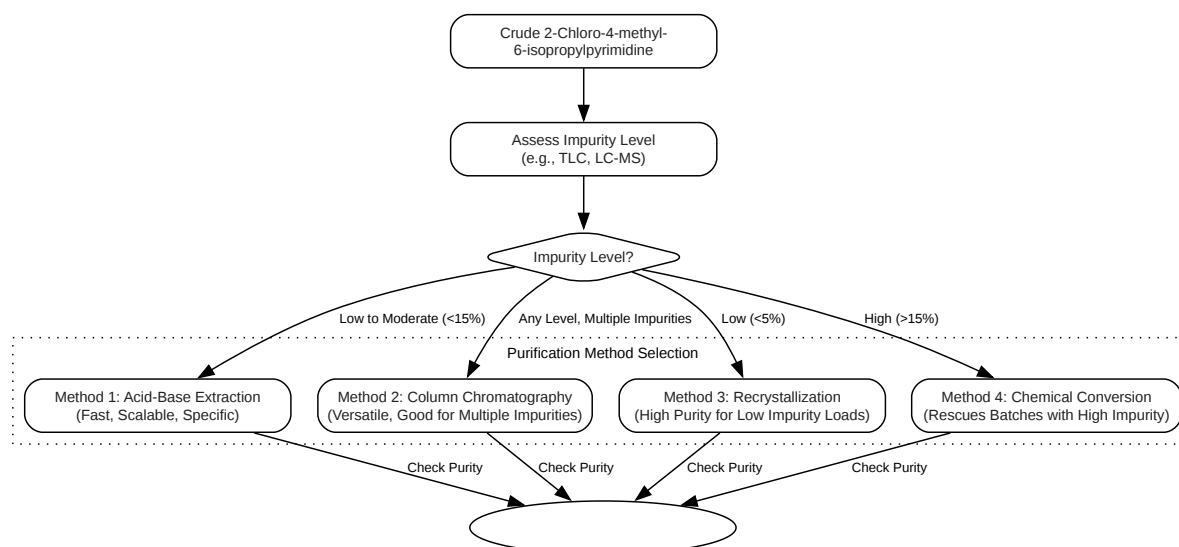 Crude 2-Chloro-4-methyl-
6-isopropylpyrimidine
Assess Impurity Level
(e.g., TLC, LC-MS)
Impurity Level?
Low to Moderate (<15%)
Any Level, Multiple Impurities
Low (<5%)
High (>15%)
Purification Method Selection
Method 1: Acid-Base Extraction
(Fast, Scalable, Specific)
Method 2: Column Chromatography
(Versatile, Good for Multiple Impurities)
Method 3: Recrystallization
(High Purity for Low Impurity Loads)
Method 4: Chemical Conversion
(Rescues Batches with High Impurity)
Check Purity
Check Purity
Check Purity
Check Purity